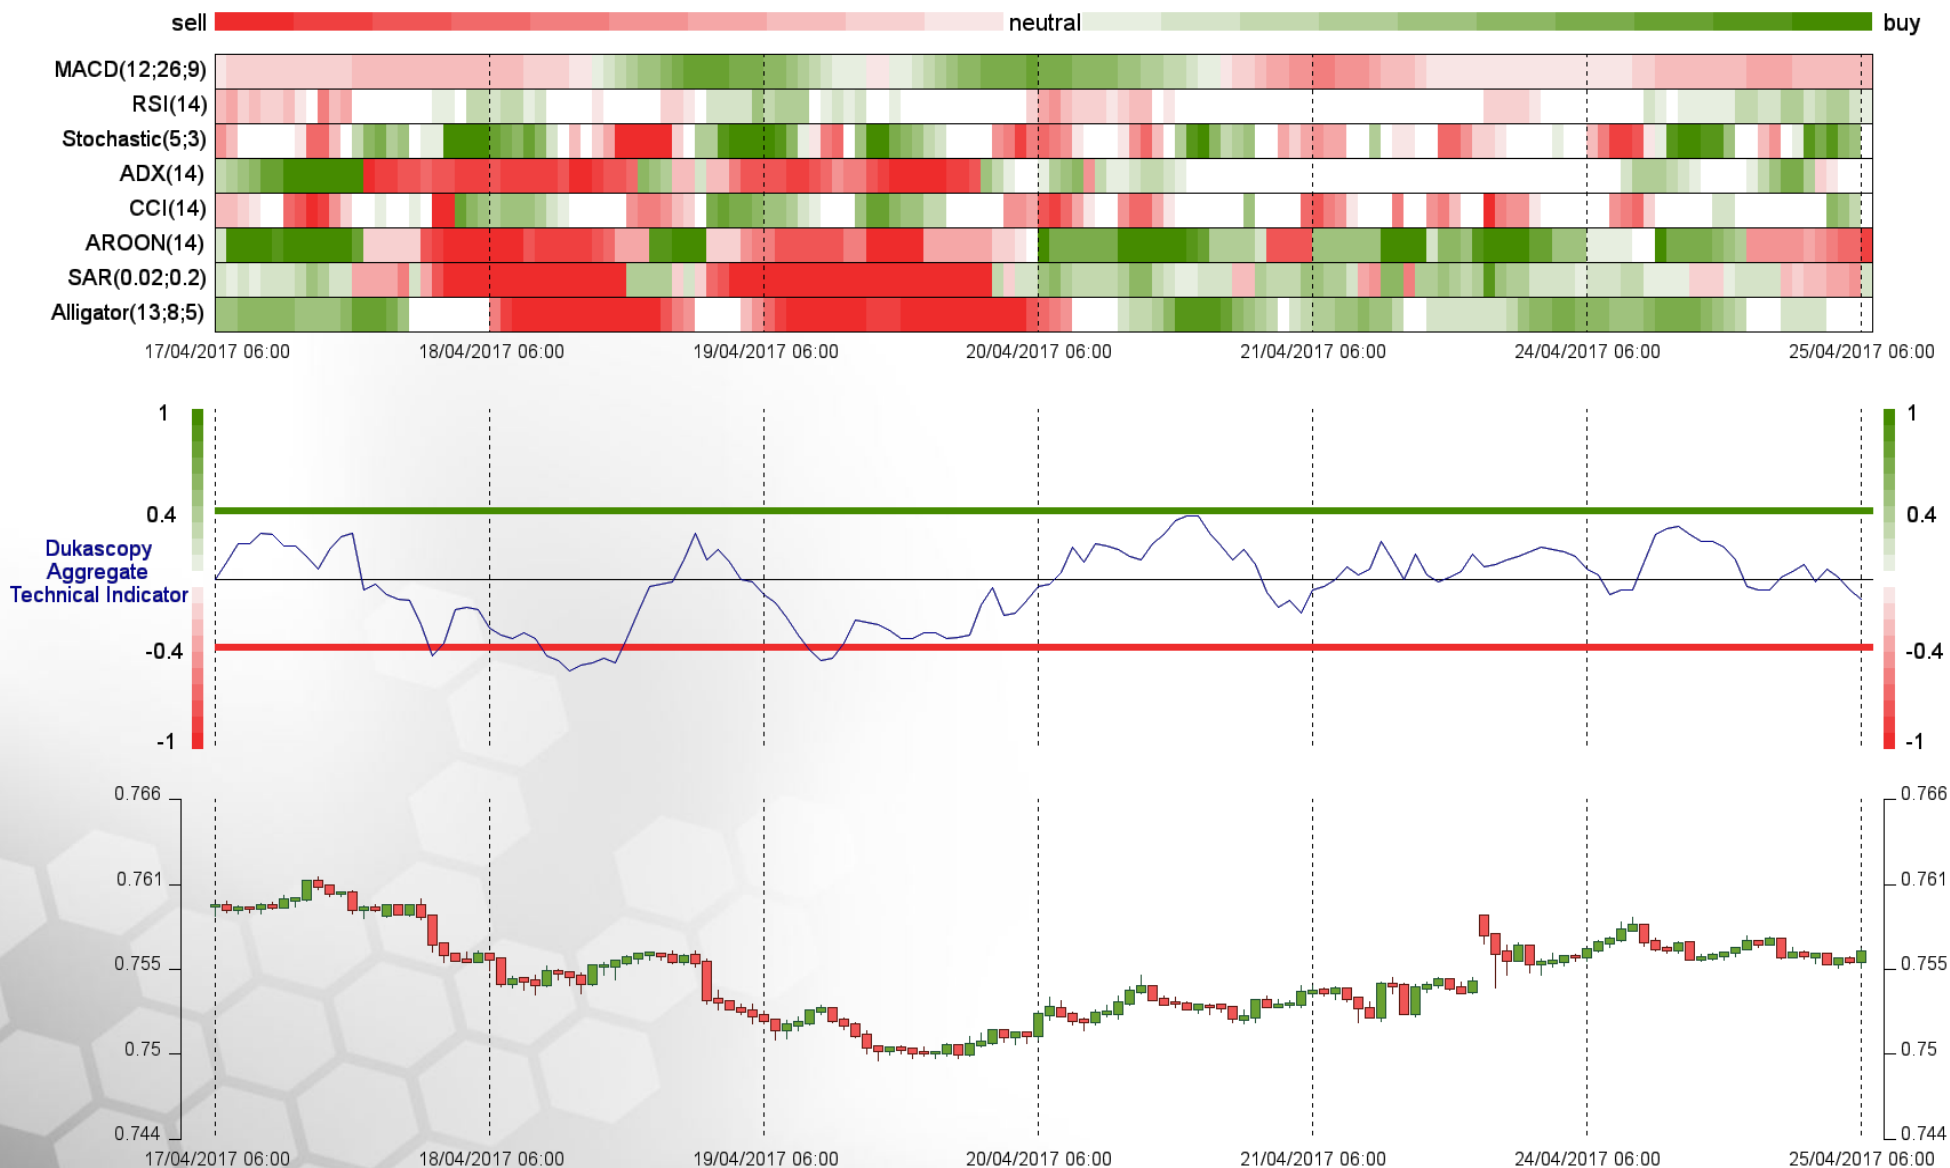 sell neutral buy
MACD(12;26;9)
RSI(14)
Stochastic(5;3)
ADX(14)
CCI(14)
AROON(14)
SAR(0.02;0.2)
Alligator(13;8;5)
17/04/2017 06:00 18/04/2017 06:00 19/04/2017 06:00 20/04/2017 06:00 21/04/2017 06:00 24/04/2017 06:00 25/04/2017 06:00
1 1
0.4 0.4
Dukascopy
Aggregate
Technical Indicator
-0.4 -0.4
-1 -1
0.766 0.766
0.761 0.761
0.755 0.755
0.75 0.75
0.744 0.744
17/04/2017 06:00 18/04/2017 06:00 19/04/2017 06:00 20/04/2017 06:00 21/04/2017 06:00 24/04/2017 06:00 25/04/2017 06:00